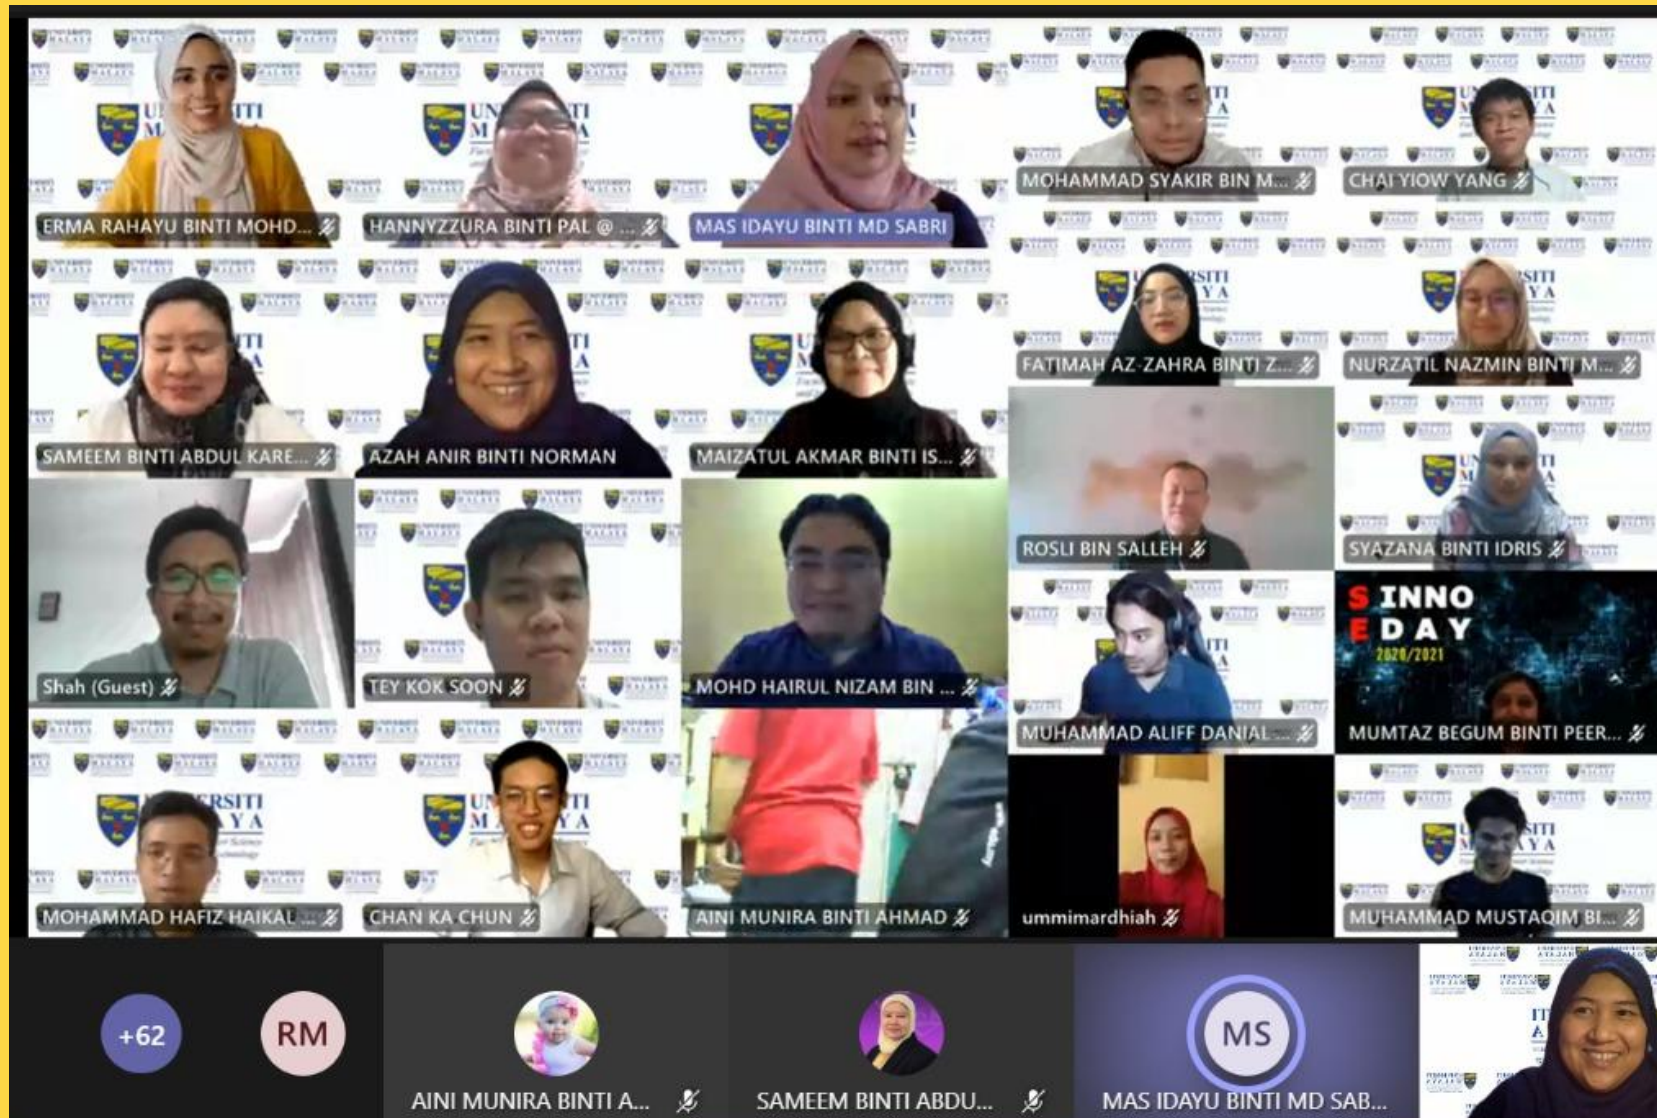 ERMA RAHAYU BINTI MOHD...
HANNYZZURA BINTI PAL @ ...
MAS IDAYU BINTI MD SABRI
MOHAMMAD SYAKIR BIN M...
CHAI YIOW YANG
SAMEEM BINTI ABDUL KARE...
AZAH ANIR BINTI NORMAN
MAIZATUL AKMAR BINTI IS...
FATIMAH AZ-ZAHRA BINTI Z...
NURZATIL NAZMIN BINTI M...
ROSLI BIN SALLEH
SYAZANA BINTI IDRIS
Shah (Guest)
TEY KOK SOON
MOHD HAIRUL NIZAM BIN ...
MUHAMMAD ALIFF DANIAL ...
S INNO
E DAY
2020/2021
MUMTAZ BEGUM BINTI PEER...
MOHAMMAD HAFIZ HAIKAL ...
CHAN KA CHUN
AINI MUNIRA BINTI AHMAD
ummimardhiah
MUHAMMAD MUSTAQIM BI...
+62
RM
MS
AINI MUNIRA BINTI A...
SAMEEM BINTI ABDU...
MAS IDAYU BINTI MD SAB...